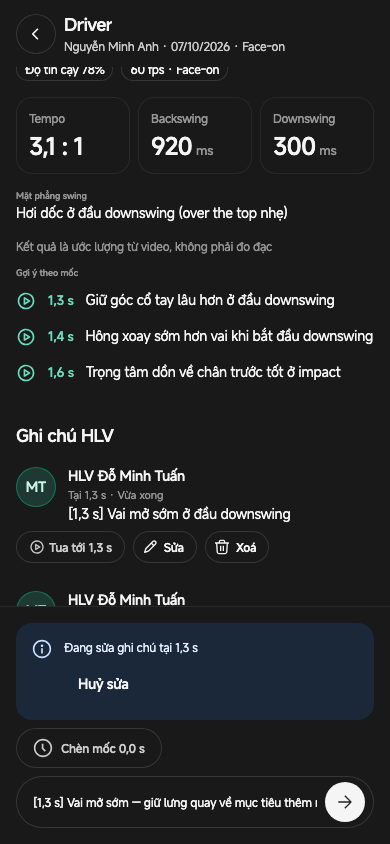 Driver
Nguyễn Minh Anh · 07/10/2026 · Face-on
Độ tin cậy 78%
60 fps · Face-on
Tempo
3,1 : 1
Backswing
920 ms
Downswing
300 ms
Mặt phẳng swing
Hơi dốc ở đầu downswing (over the top nhẹ)
Kết quả là ước lượng từ video, không phải đo đạc
Gợi ý theo mốc
1,3 s Giữ góc cổ tay lâu hơn ở đầu downswing
1,4 s Hông xoay sớm hơn vai khi bắt đầu downswing
1,6 s Trọng tâm dồn về chân trước tốt ở impact
Ghi chú HLV
MT
HLV Đỗ Minh Tuấn
Tại 1,3 s · Vừa xong
[1,3 s] Vai mở sớm ở đầu downswing
Tua tới 1,3 s
Sửa
Xoá
HLV Đỗ Minh Tuấn
Đang sửa ghi chú tại 1,3 s
Huỷ sửa
Chèn mốc 0,0 s
[1,3 s] Vai mở sớm — giữ lưng quay về mục tiêu thêm